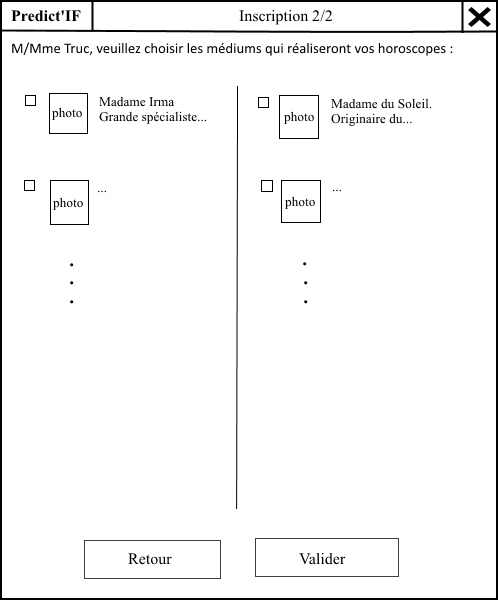 Predict'IF
Inscription 2/2
M/Mme Truc, veuillez choisir les médiums qui réaliseront vos horoscopes :
photo
Madame Irma
Grande spécialiste...
photo
Madame du Soleil.
Originaire du...
photo
...
photo
...
Retour
Valider